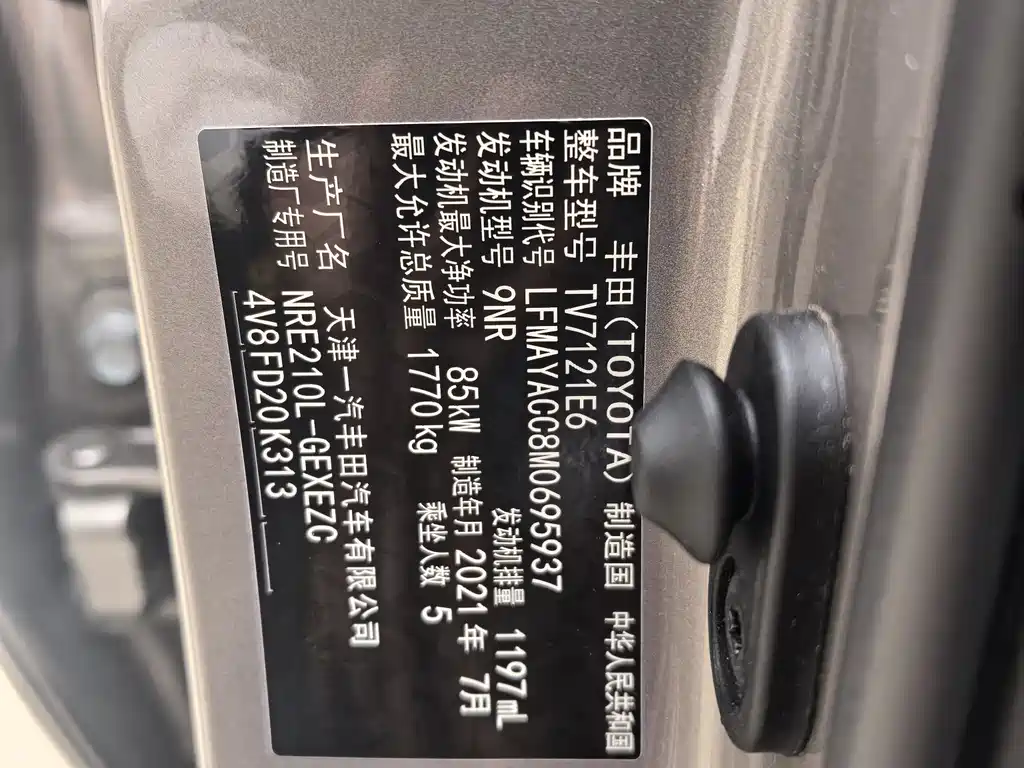 品牌 丰田(TOYOTA) 制造国 中华人民共和国
整车型号 TV7121E6
车辆识别代号 LFMAYACC8M0695937
发动机型号 9NR 发动机排量 1197mL
发动机最大净功率 85kW 制造年月 2021年 7月
最大允许总质量 1770kg 乘坐人数 5
生产厂名 天津一汽丰田汽车有限公司
制造厂专用号 NRE210L-GEXEZC
4V8FD20K313